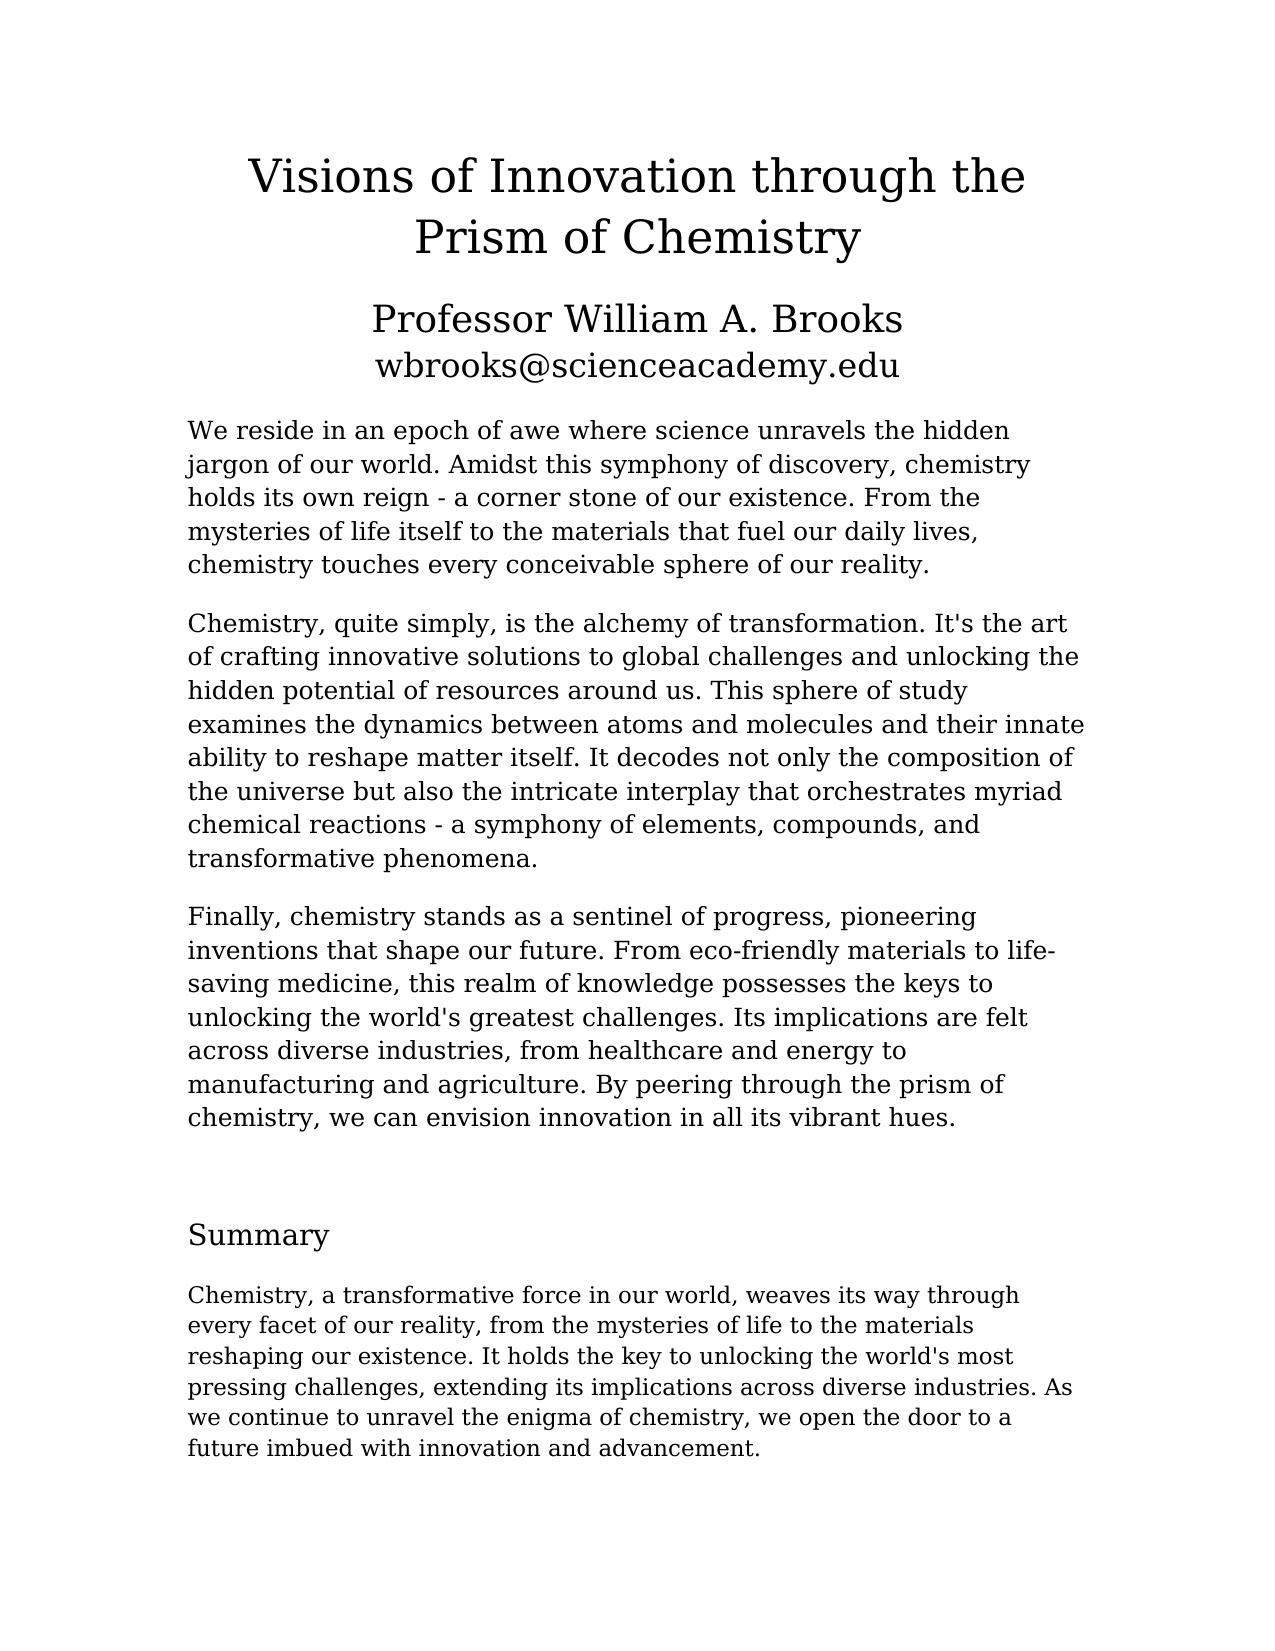 Visions of Innovation through the
Prism of Chemistry
Professor William A. Brooks
wbrooks@scienceacademy.edu
We reside in an epoch of awe where science unravels the hidden
jargon of our world. Amidst this symphony of discovery, chemistry
holds its own reign - a corner stone of our existence. From the
mysteries of life itself to the materials that fuel our daily lives,
chemistry touches every conceivable sphere of our reality.
Chemistry, quite simply, is the alchemy of transformation. It's the art
of crafting innovative solutions to global challenges and unlocking the
hidden potential of resources around us. This sphere of study
examines the dynamics between atoms and molecules and their innate
ability to reshape matter itself. It decodes not only the composition of
the universe but also the intricate interplay that orchestrates myriad
chemical reactions - a symphony of elements, compounds, and
transformative phenomena.
Finally, chemistry stands as a sentinel of progress, pioneering
inventions that shape our future. From eco-friendly materials to life-
saving medicine, this realm of knowledge possesses the keys to
unlocking the world's greatest challenges. Its implications are felt
across diverse industries, from healthcare and energy to
manufacturing and agriculture. By peering through the prism of
chemistry, we can envision innovation in all its vibrant hues.
Summary
Chemistry, a transformative force in our world, weaves its way through
every facet of our reality, from the mysteries of life to the materials
reshaping our existence. It holds the key to unlocking the world's most
pressing challenges, extending its implications across diverse industries. As
we continue to unravel the enigma of chemistry, we open the door to a
future imbued with innovation and advancement.